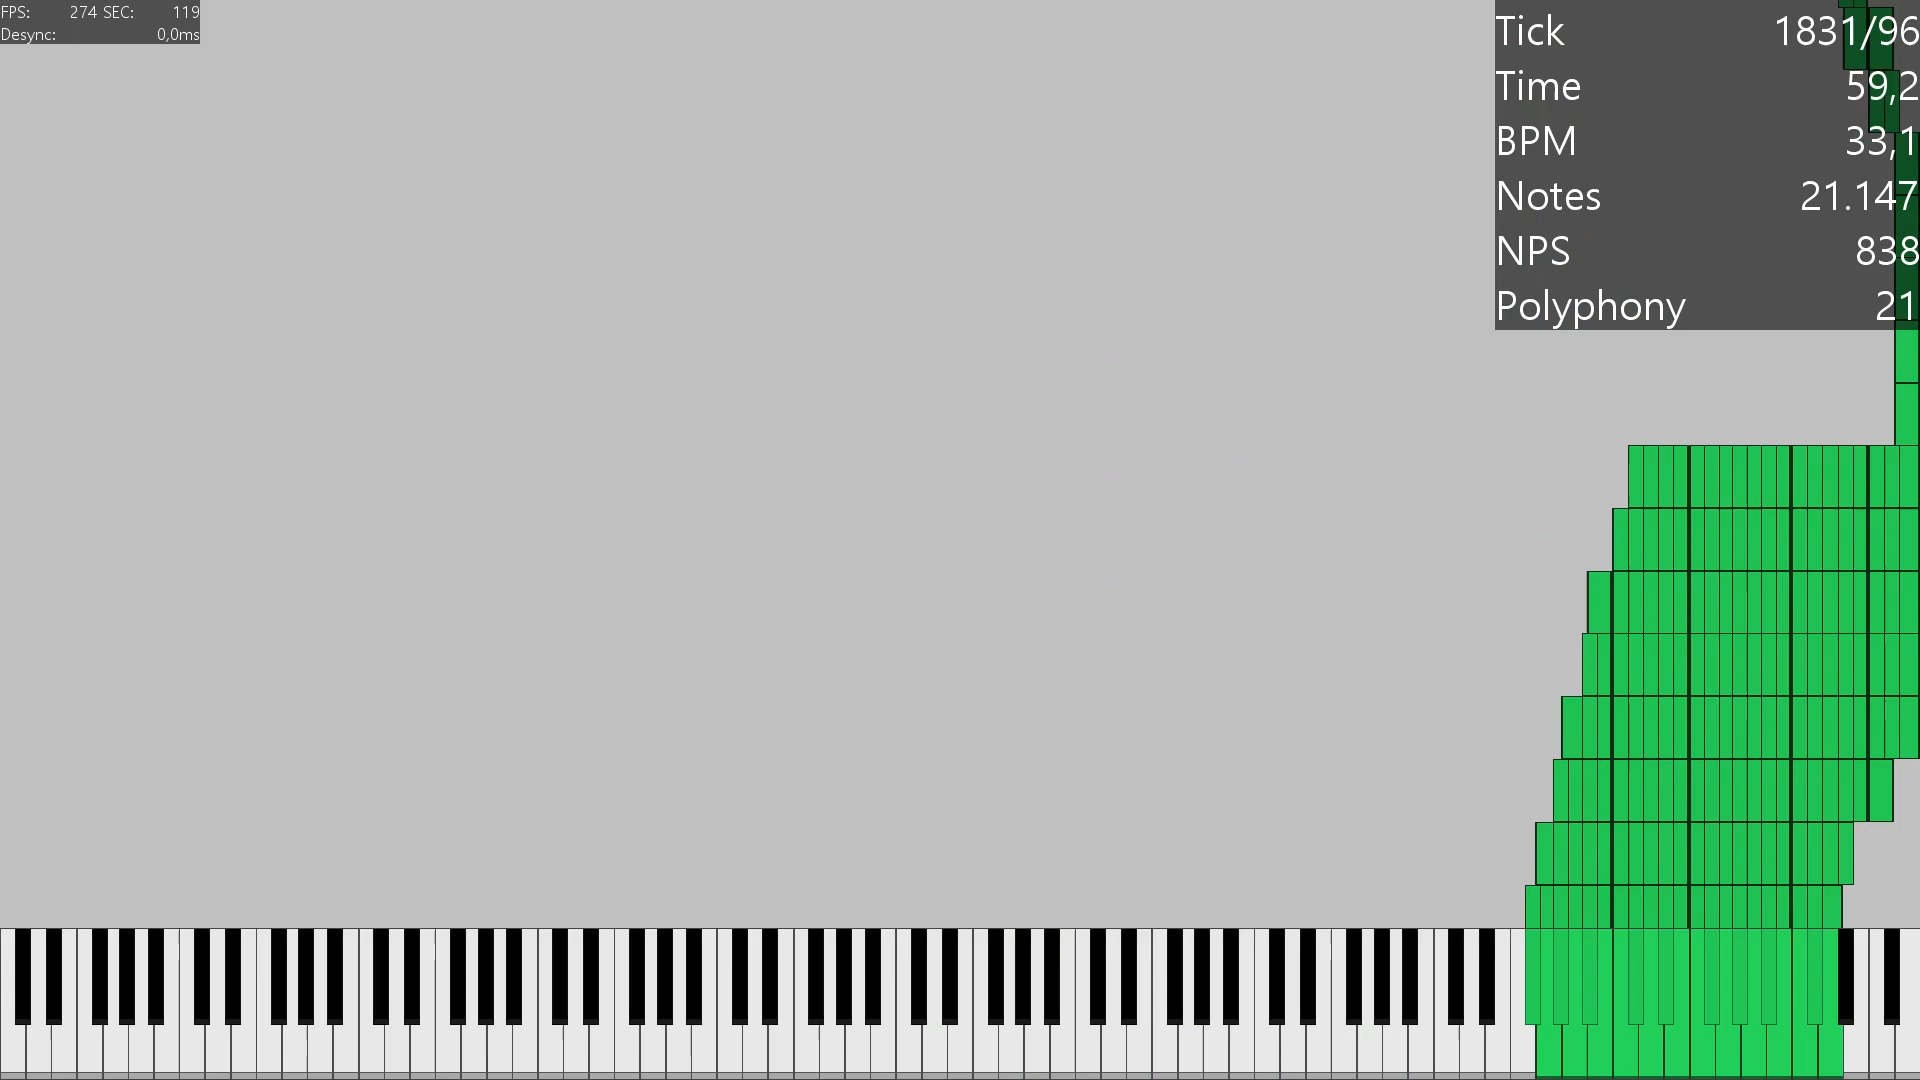 FPS: 274 SEC: 119
Desync: 0,0ms
Tick 1831/96
Time 59,2
BPM 33,1
Notes 21.147
NPS 838
Polyphony 21